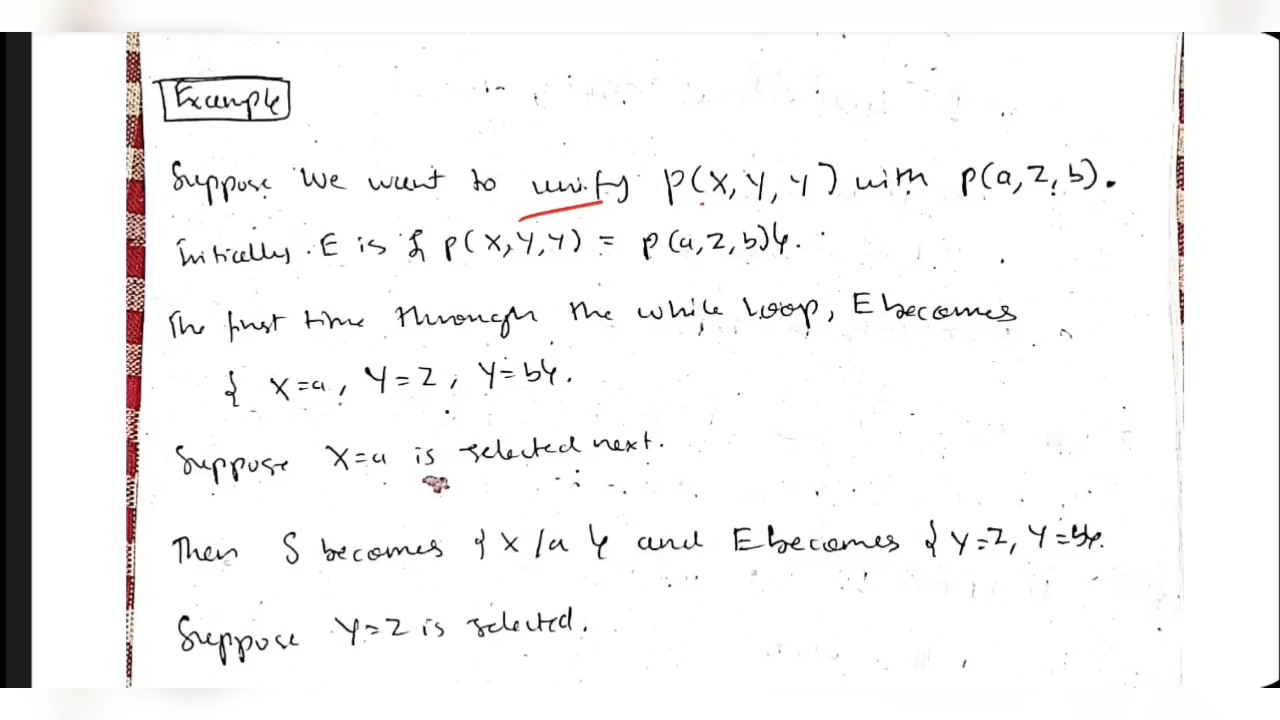 Example
Suppose We want to unify p(X, Y, Y) with p(a, Z, b).
Initially E is { p(X, Y, Y) = p(a, Z, b)}.
The first time through the while loop, E becomes
{ X=a, Y=Z, Y=b}.
Suppose X=a is selected next.
Then S becomes {X/a} and E becomes {Y=Z, Y=b}.
Suppose Y=Z is selected.